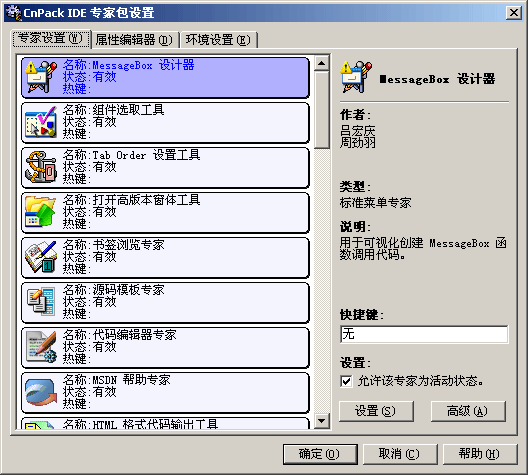 CnPack IDE 专家包设置
专家设置(W)
属性编辑器(D)
环境设置(E)
名称:MessageBox 设计器
状态:有效
热键:
名称:组件选取工具
状态:有效
热键:
名称:Tab Order 设置工具
状态:有效
热键:
名称:打开高版本窗体工具
状态:有效
热键:
名称:书签浏览专家
状态:有效
热键:
名称:源码模板专家
状态:有效
热键:
名称:代码编辑器专家
状态:有效
热键:
名称:MSDN 帮助专家
状态:有效
热键:
名称:HTML 格式代码输出工具
MessageBox 设计器
作者:
吕宏庆
周劲羽
类型:
标准菜单专家
说明:
用于可视化创建 MessageBox 函
数调用代码。
快捷键:
无
设置:
允许该专家为活动状态。
设置(S)
高级(A)
确定(O)
取消(C)
帮助(H)